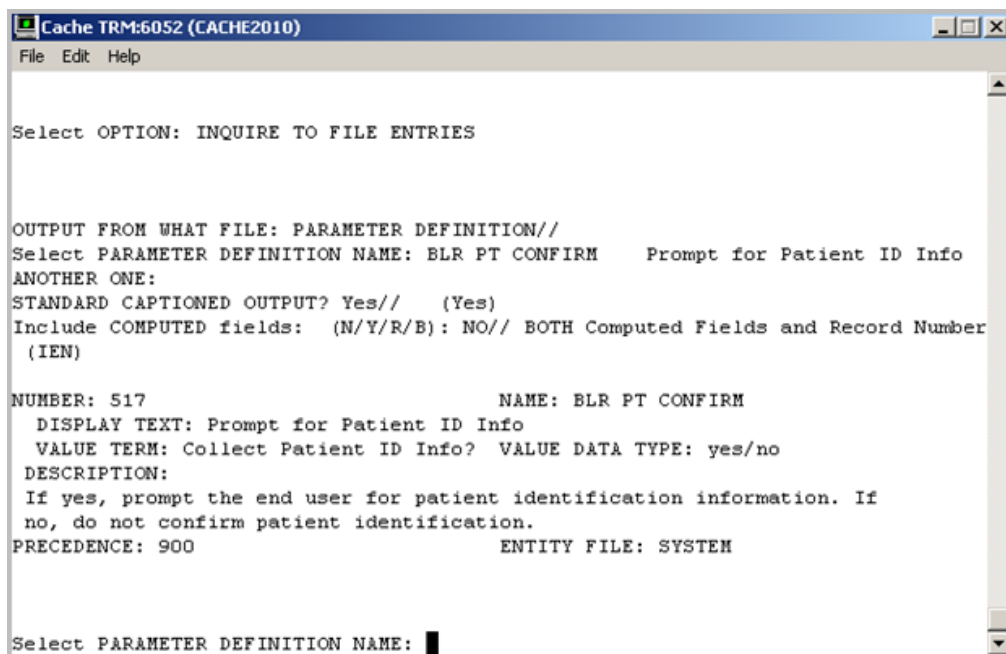 Cache TRM:6052 (CACHE2010)
File Edit Help
Select OPTION: INQUIRE TO FILE ENTRIES
OUTPUT FROM WHAT FILE: PARAMETER DEFINITION//
Select PARAMETER DEFINITION NAME: BLR PT CONFIRM Prompt for Patient ID Info
ANOTHER ONE:
STANDARD CAPTIONED OUTPUT? Yes// (Yes)
Include COMPUTED fields: (N/Y/R/B): NO// BOTH Computed Fields and Record Number
(IEN)
NUMBER: 517 NAME: BLR PT CONFIRM
DISPLAY TEXT: Prompt for Patient ID Info
VALUE TERM: Collect Patient ID Info? VALUE DATA TYPE: yes/no
DESCRIPTION:
If yes, prompt the end user for patient identification information. If
no, do not confirm patient identification.
PRECEDENCE: 900 ENTITY FILE: SYSTEM
Select PARAMETER DEFINITION NAME: